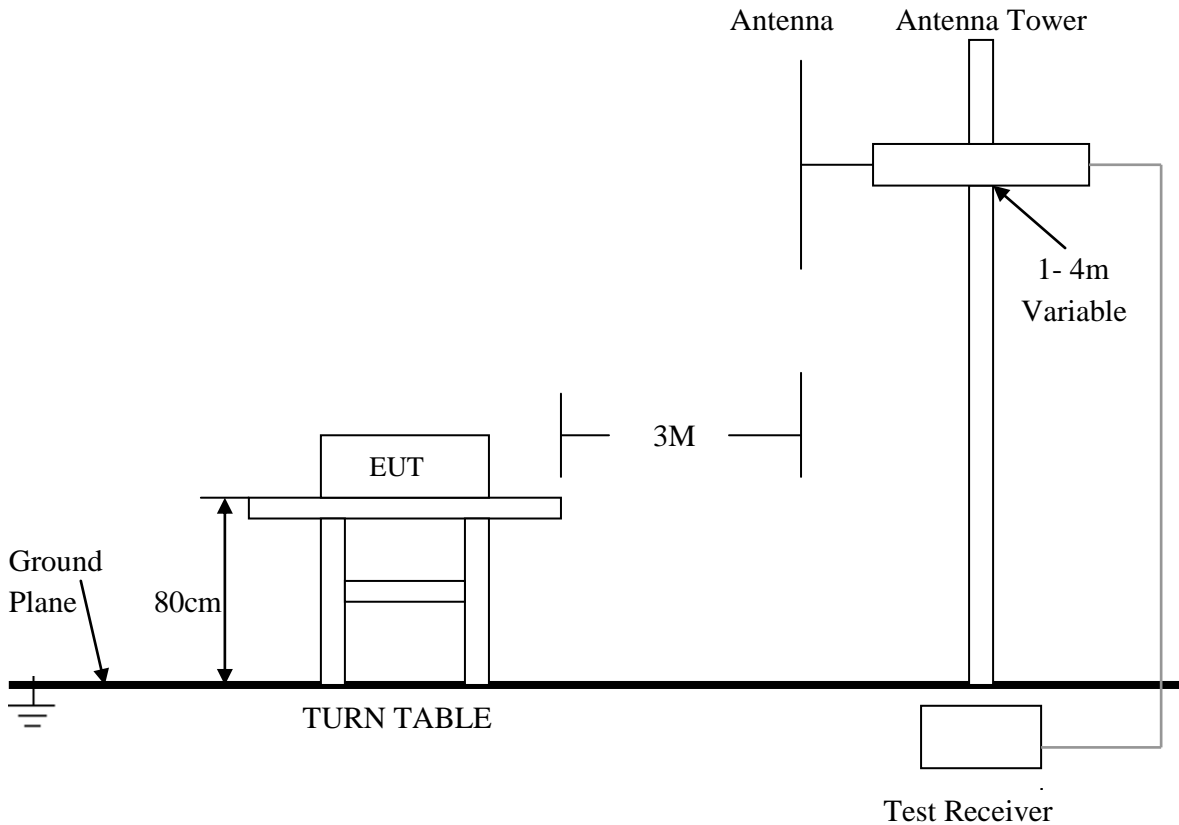 Antenna
Antenna Tower
1- 4m
Variable
3M
EUT
Ground
Plane
80cm
TURN TABLE
Test Receiver